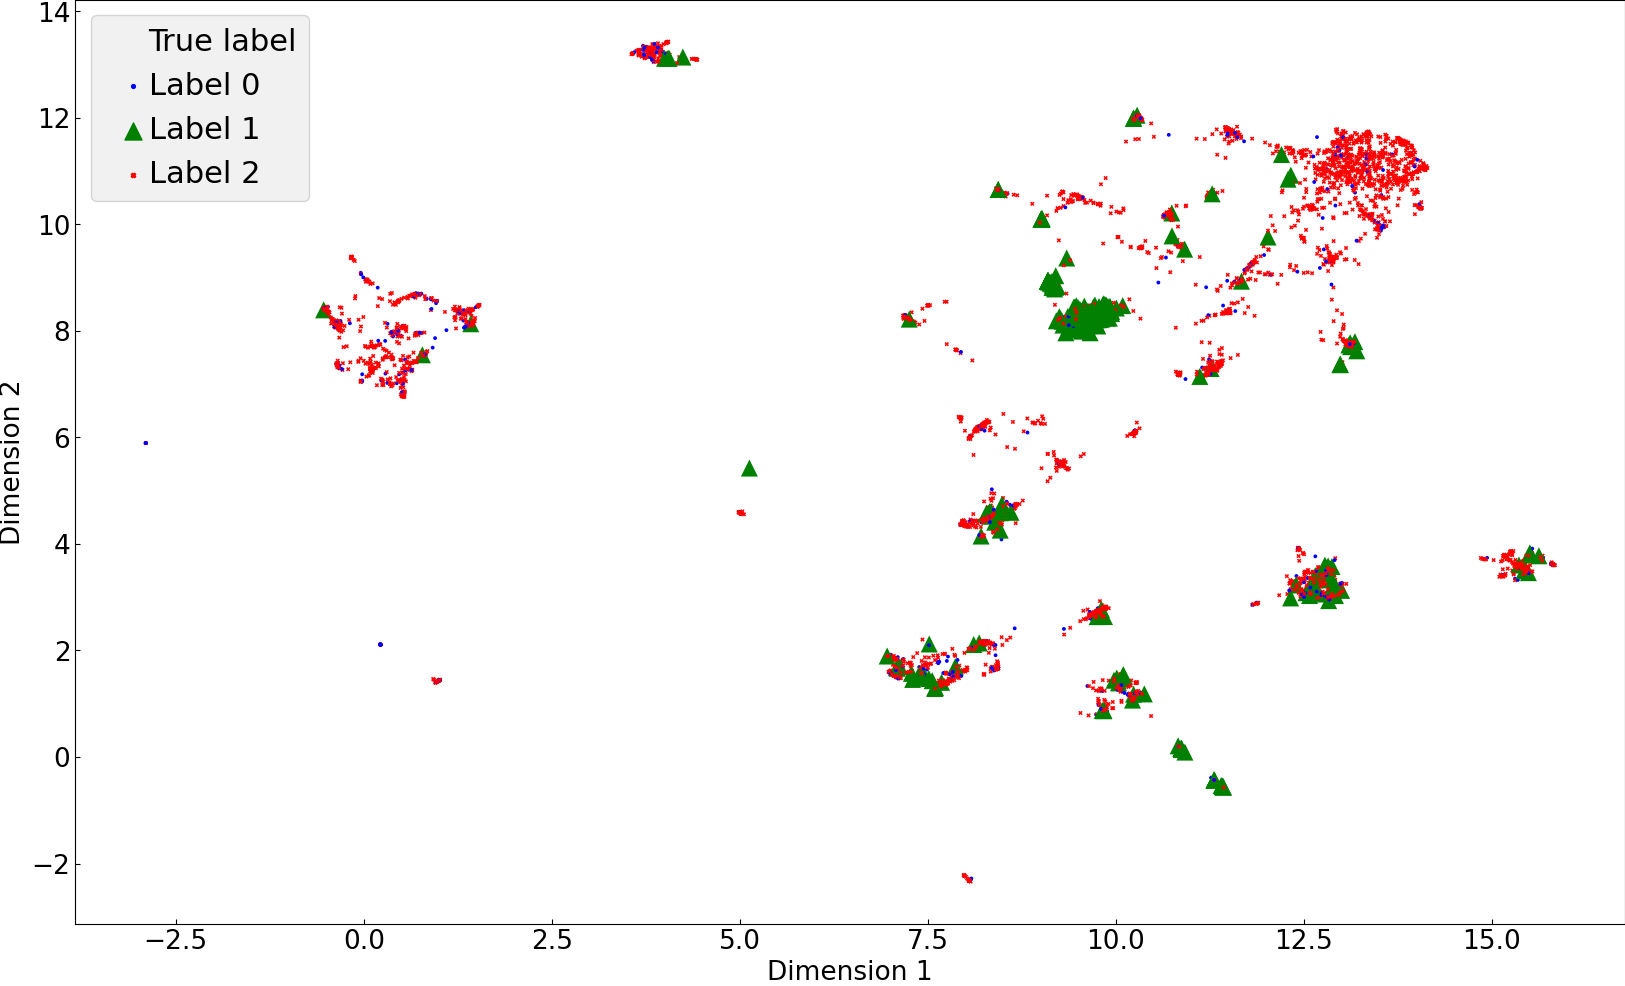 True label
Label 0
Label 1
Label 2
14
12
10
8
6
4
2
0
−2
Dimension 2
−2.5 0.0 2.5 5.0 7.5 10.0 12.5 15.0
Dimension 1